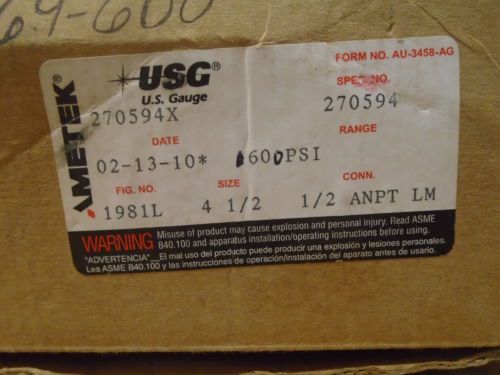 69-600
FORM NO. AU-3458-AG
AMETEK®
USG®
U.S. Gauge
SPEC. NO.
270594X
270594
DATE
RANGE
02-13-10* 600PSI
FIG. NO. SIZE CONN.
1981L 4 1/2 1/2 ANPT LM
WARNING Misuse of product may cause explosion and personal injury. Read ASME
B40.100 and apparatus installation/operating instructions before using.
"ADVERTENCIA"__El mal uso del producto puede producir una explosión y lesiones personales.
Lea ASME B40.100 y las instrucciones de operación/instalación del aparato antes de usarlo.